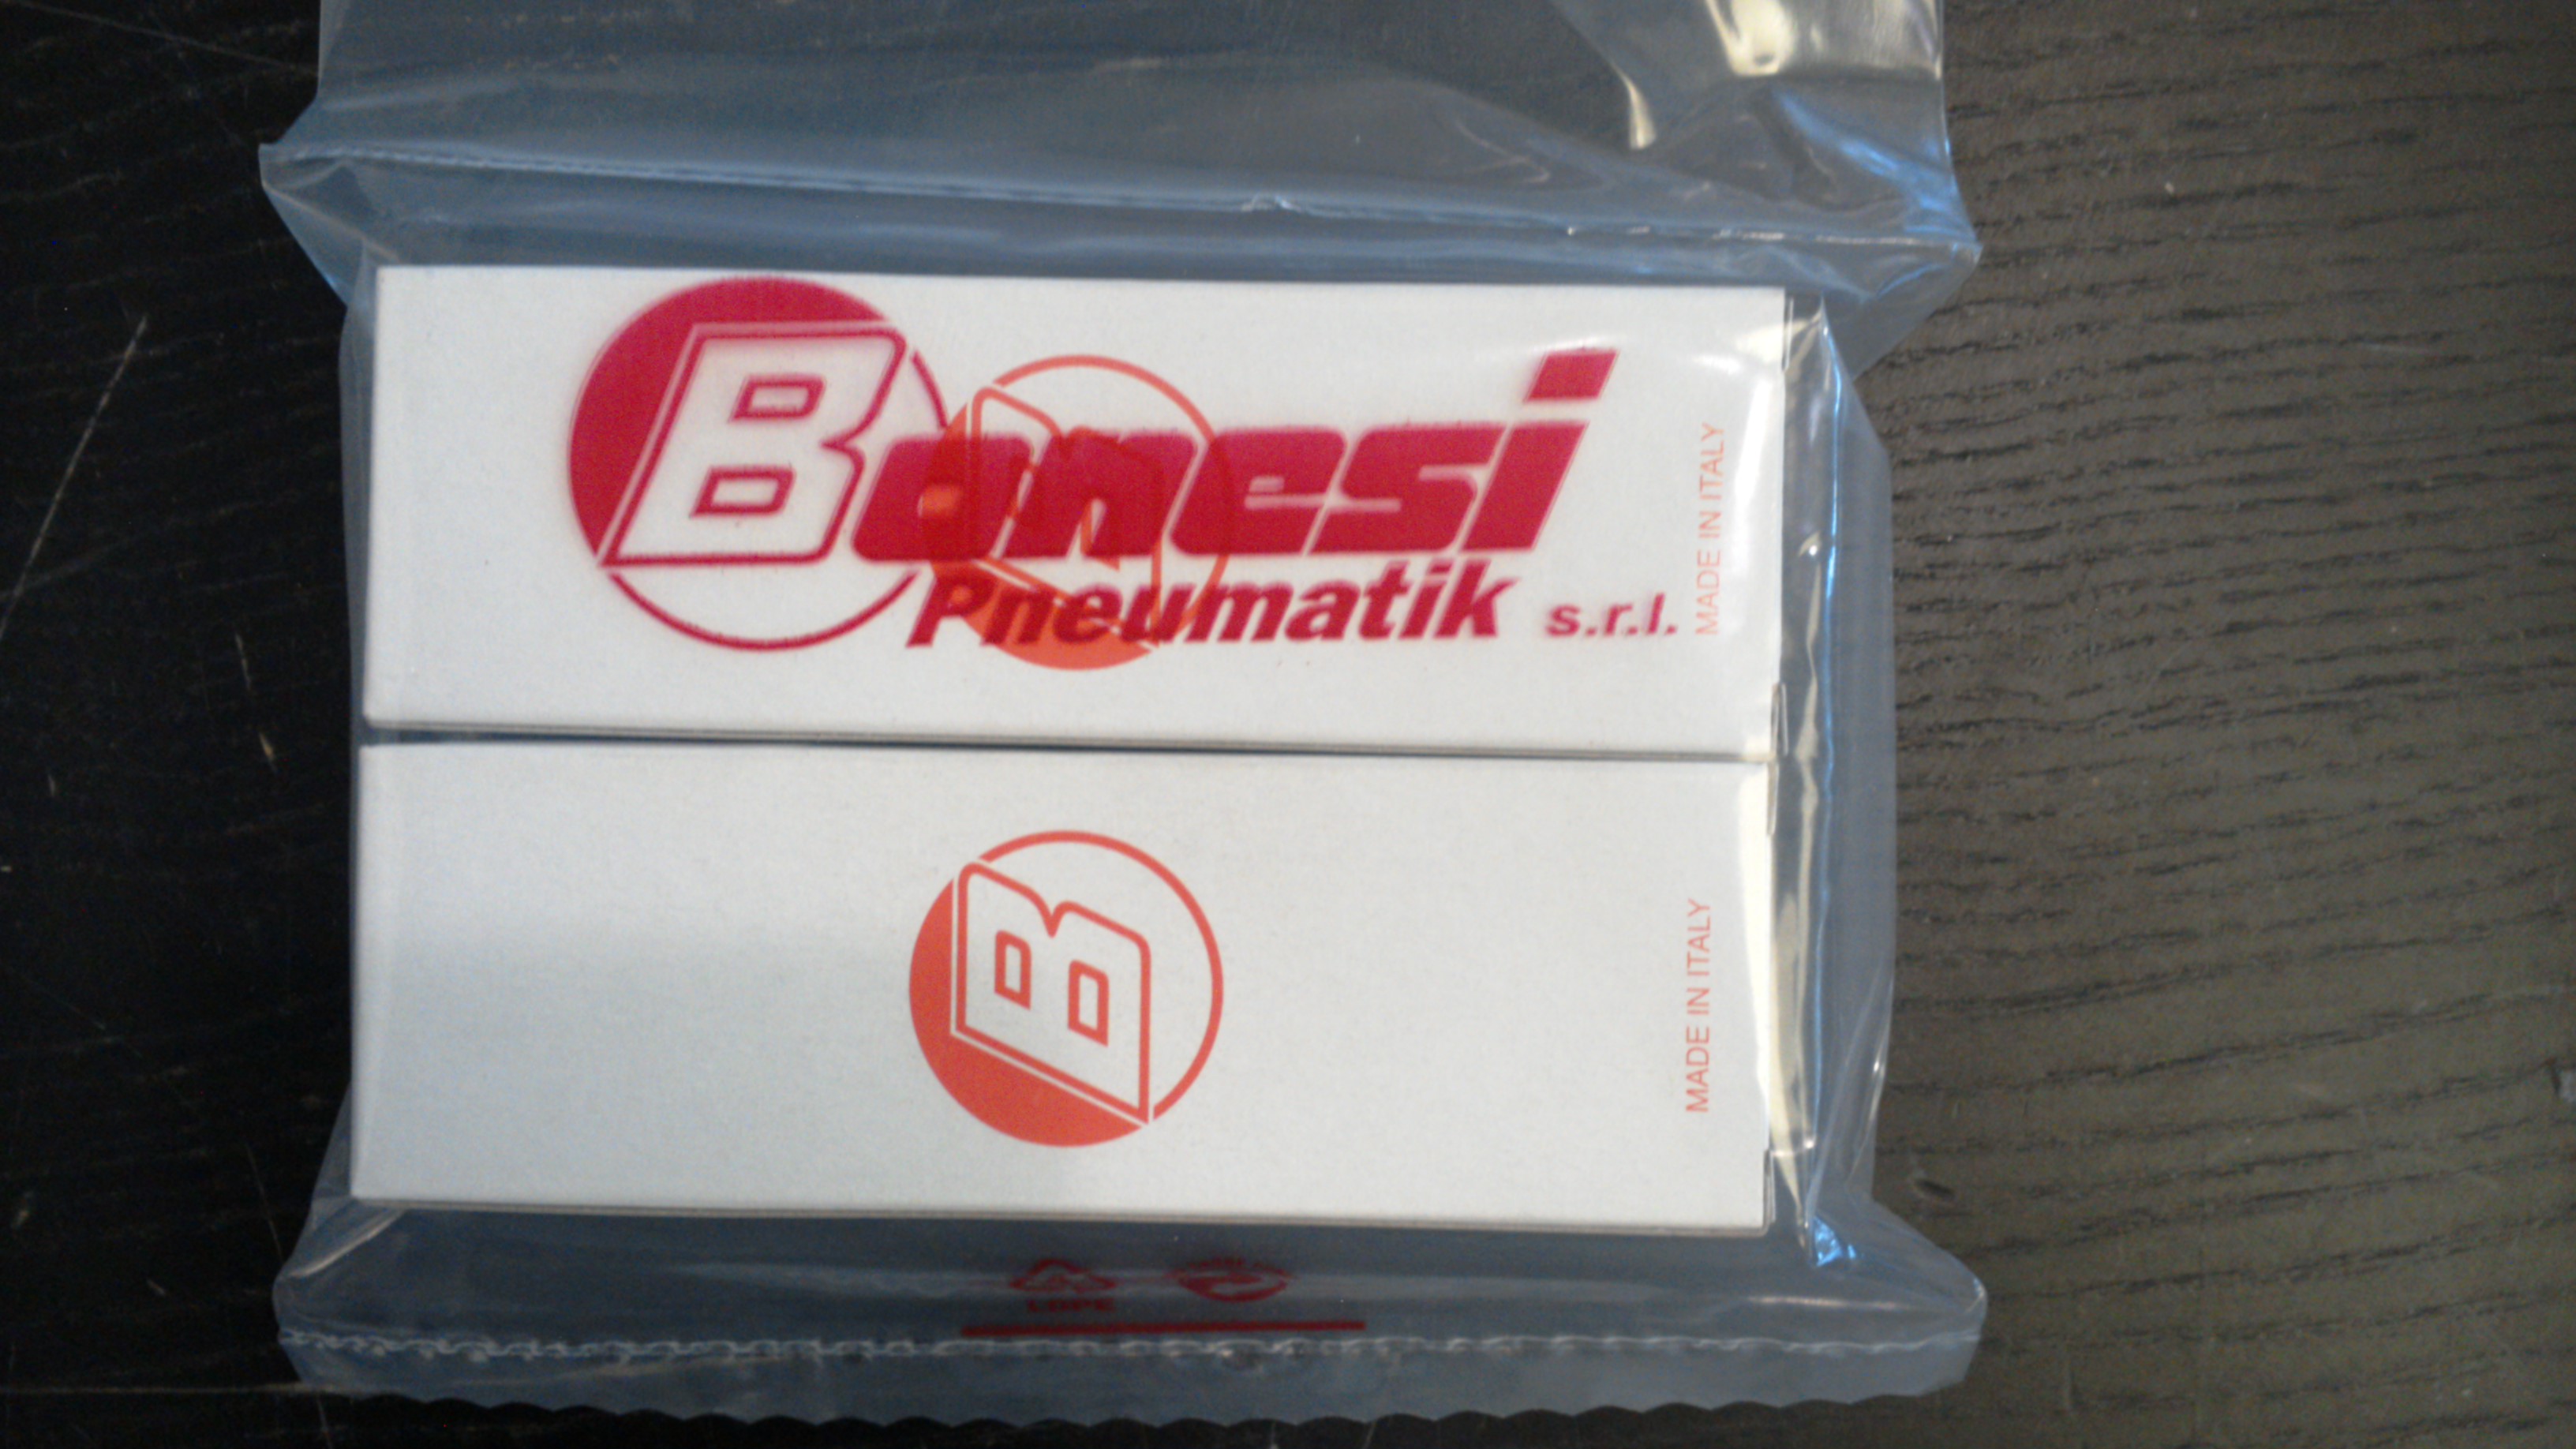 Bonesi
Pneumatik s.r.l.
MADE IN ITALY
B
B
MADE IN ITALY
LDPE